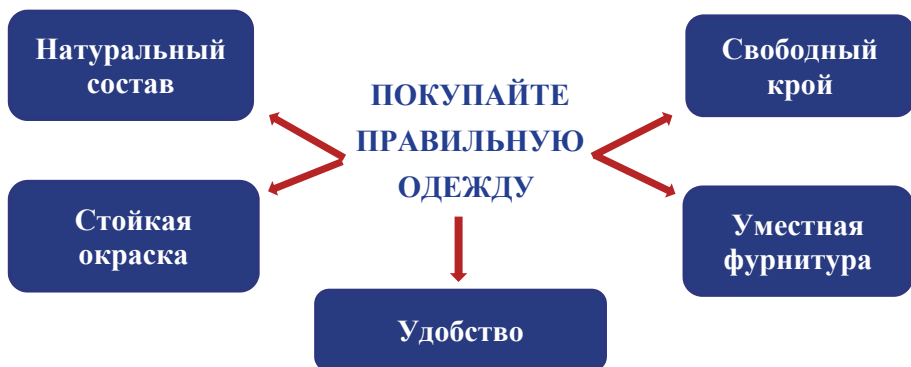 Натуральный
состав
Свободный
крой
ПОКУПАЙТЕ
ПРАВИЛЬНУЮ
ОДЕЖДУ
Стойкая
окраска
Уместная
фурнитура
Удобство